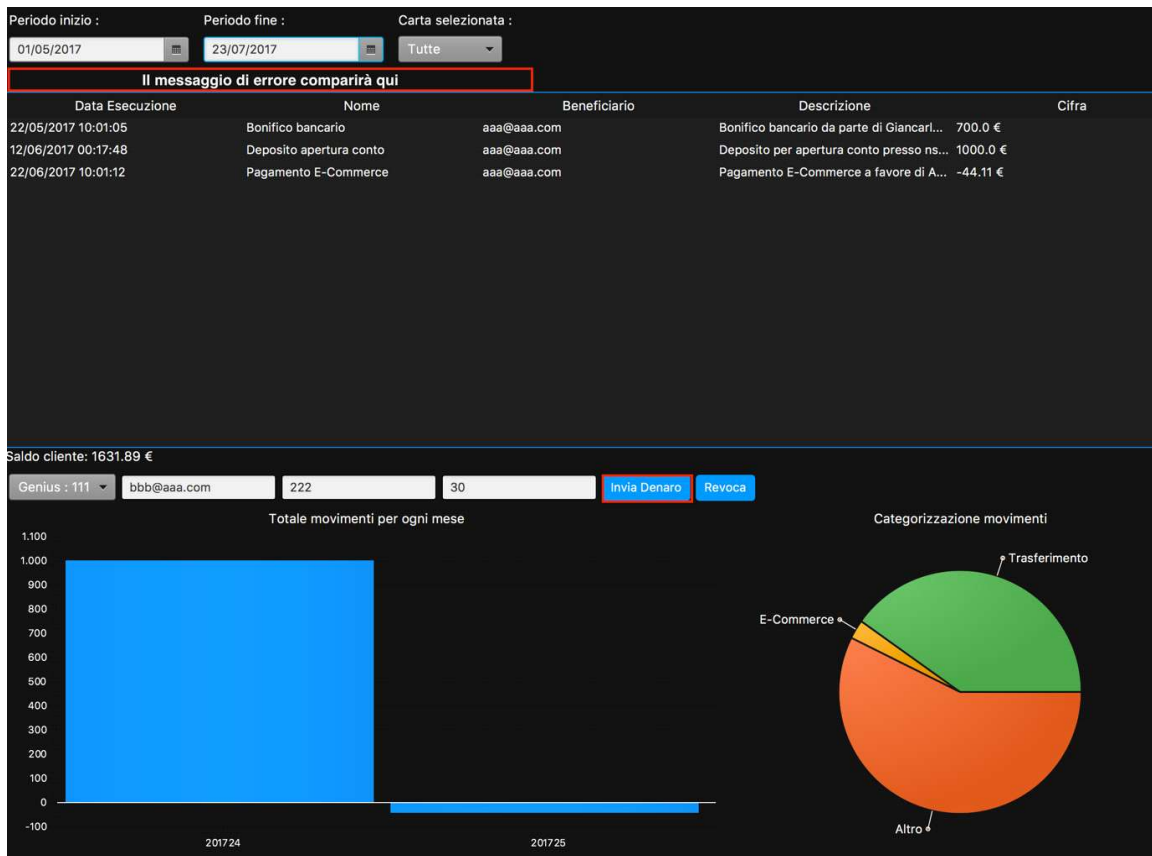 Periodo inizio : Periodo fine : Carta selezionata :
01/05/2017 23/07/2017 Tutte
Il messaggio di errore comparirà qui
Data Esecuzione Nome Beneficiario Descrizione Cifra
22/05/2017 10:01:05 Bonifico bancario aaa@aaa.com Bonifico bancario da parte di Giancarl... 700.0 €
12/06/2017 00:17:48 Deposito apertura conto aaa@aaa.com Deposito per apertura conto presso ns... 1000.0 €
22/06/2017 10:01:12 Pagamento E-Commerce aaa@aaa.com Pagamento E-Commerce a favore di A... -44.11 €
Saldo cliente: 1631.89 €
Genius : 111 bbb@aaa.com 222 30 Invia Denaro Revoca
Totale movimenti per ogni mese
1.100
1.000
900
800
700
600
500
400
300
200
100
0
-100
201724 201725
Categorizzazione movimenti
Trasferimento
E-Commerce
Altro